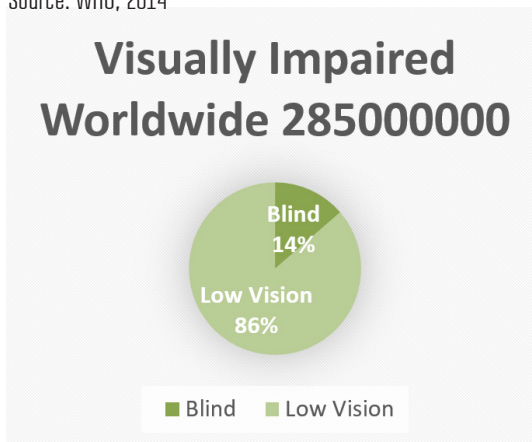 Source: WHO, 2014
Visually Impaired
Worldwide 285000000
Blind
14%
Low Vision
86%
Blind
Low Vision